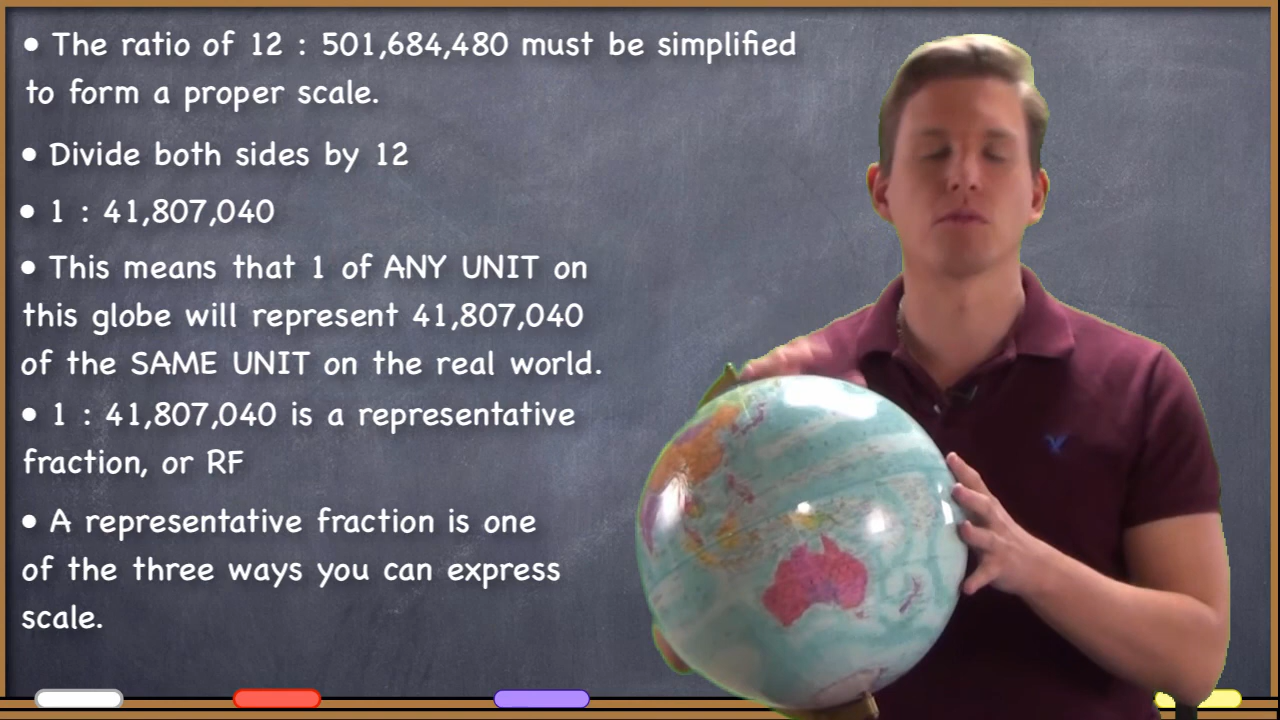 • The ratio of 12 : 501,684,480 must be simplified
to form a proper scale.
• Divide both sides by 12
• 1 : 41,807,040
• This means that 1 of ANY UNIT on
this globe will represent 41,807,040
of the SAME UNIT on the real world.
• 1 : 41,807,040 is a representative
fraction, or RF
• A representative fraction is one
of the three ways you can express
scale.